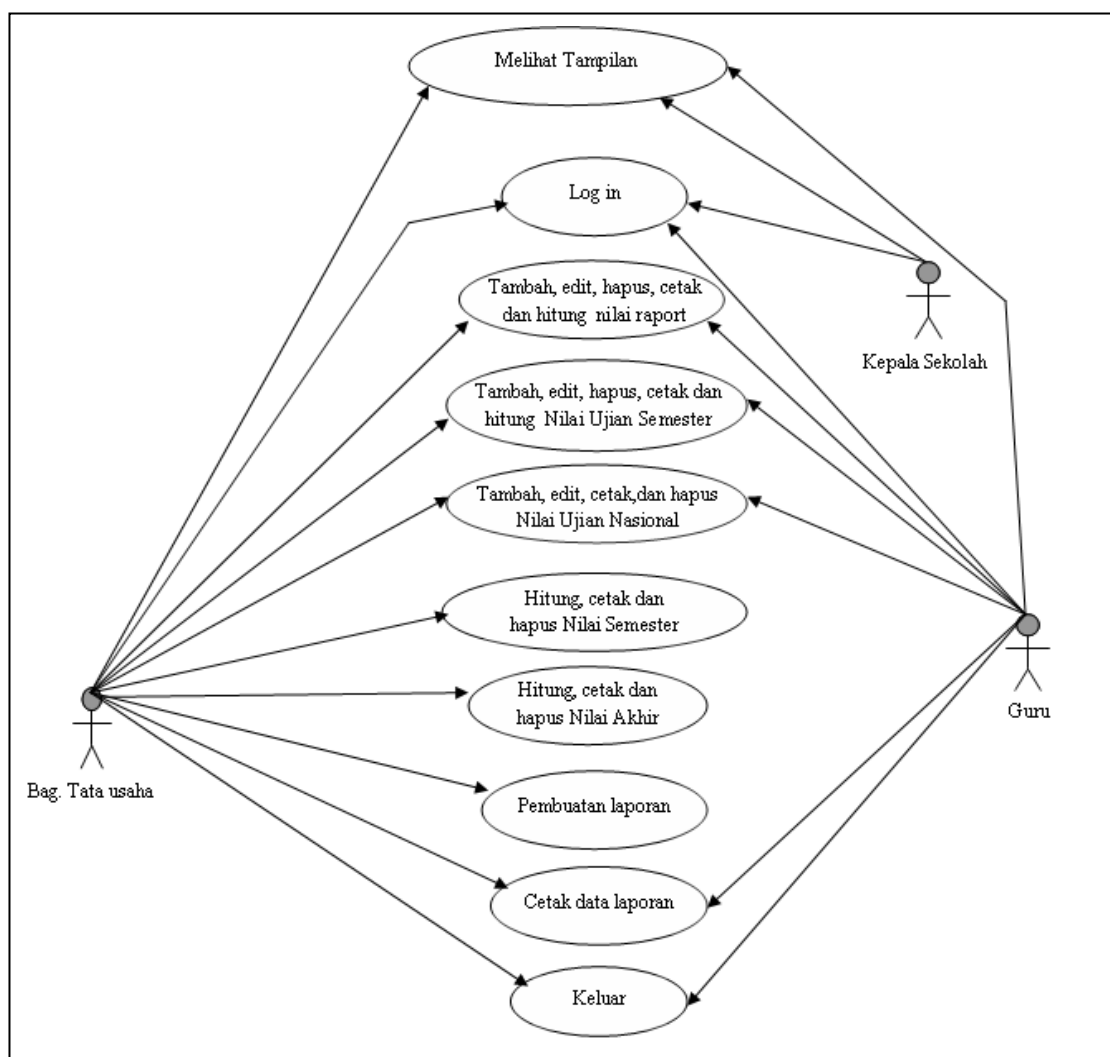 Melihat Tampilan
Log in
Tambah, edit, hapus, cetak
dan hitung nilai raport
Kepala Sekolah
Tambah, edit, hapus, cetak dan
hitung Nilai Ujian Semester
Tambah, edit, cetak,dan hapus
Nilai Ujian Nasional
Hitung, cetak dan
hapus Nilai Semester
Hitung, cetak dan
hapus Nilai Akhir
Guru
Bag. Tata usaha
Pembuatan laporan
Cetak data laporan
Keluar